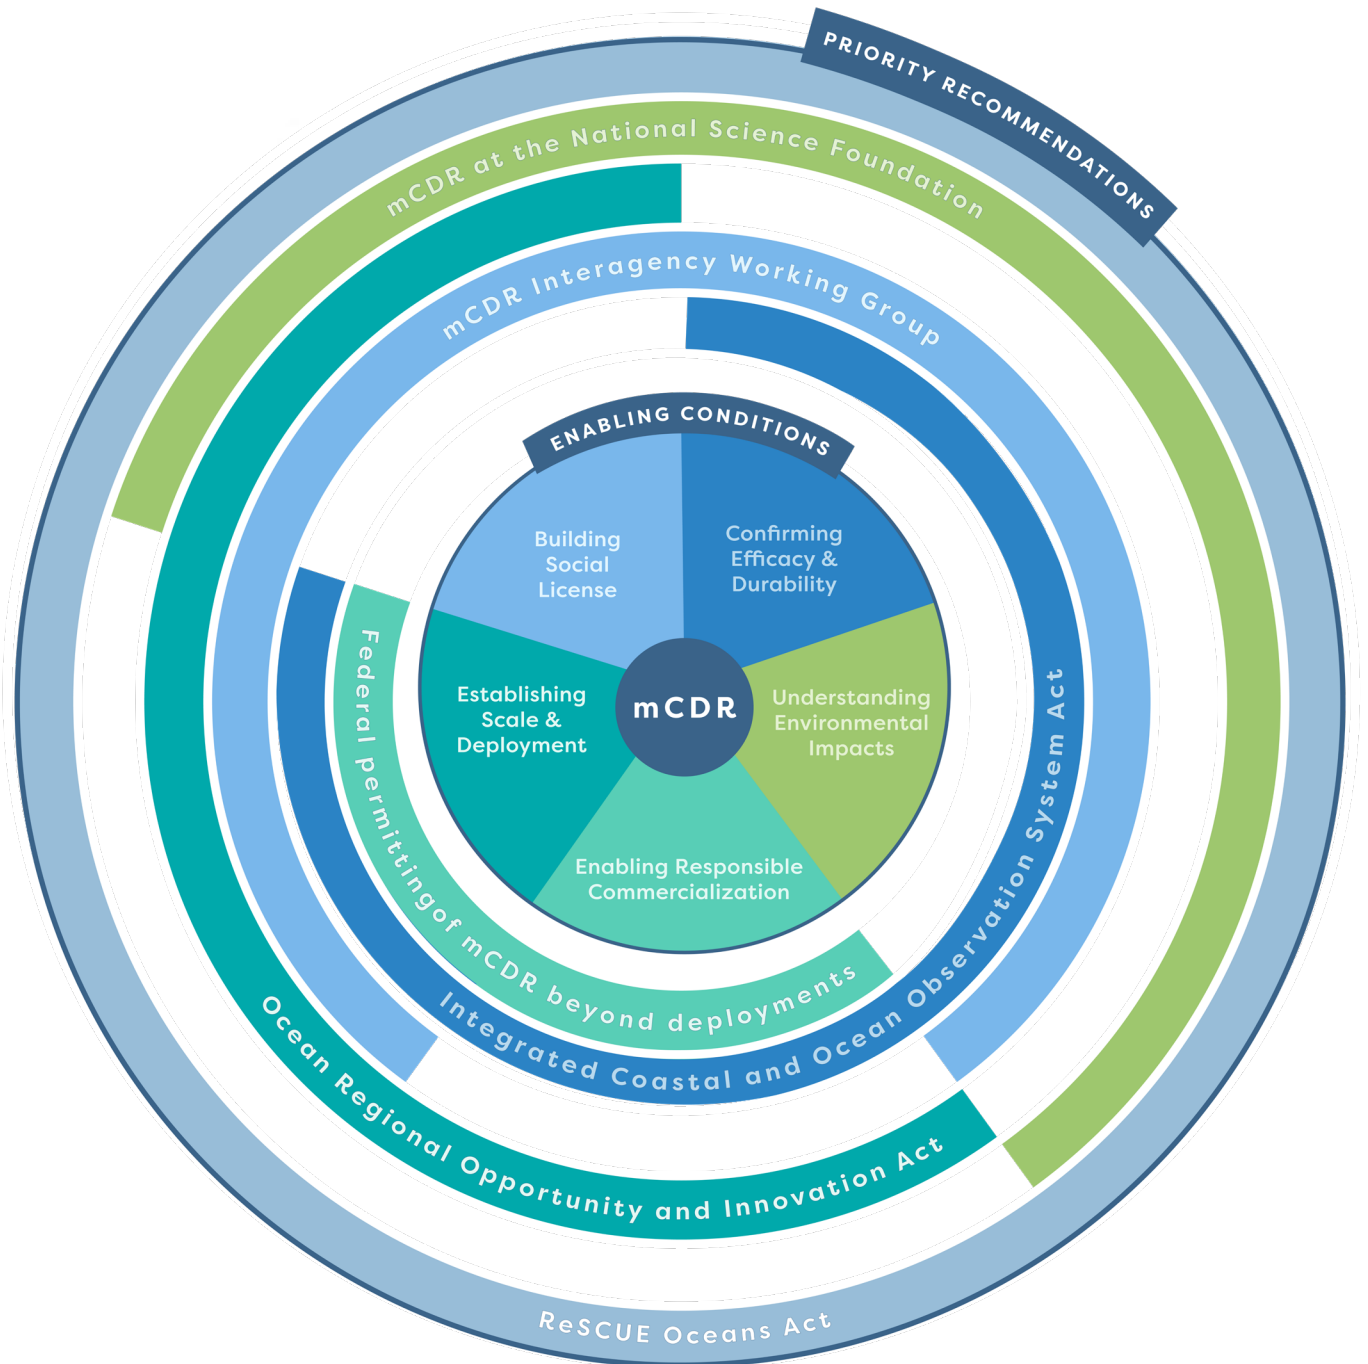 PRIORITY RECOMMENDATIONS
mCDR at the National Science Foundation
mCDR Interagency Working Group
ENABLING CONDITIONS
Building
Social
License
Confirming
Efficacy &
Durability
Establishing
Scale &
Deployment
mCDR
Understanding
Environmental
Impacts
Enabling Responsible
Commercialization
Federal permittingof mCDR beyond deployments
Integrated Coastal and Ocean Observation System Act
Ocean Regional Opportunity and Innovation Act
ReSCUE Oceans Act